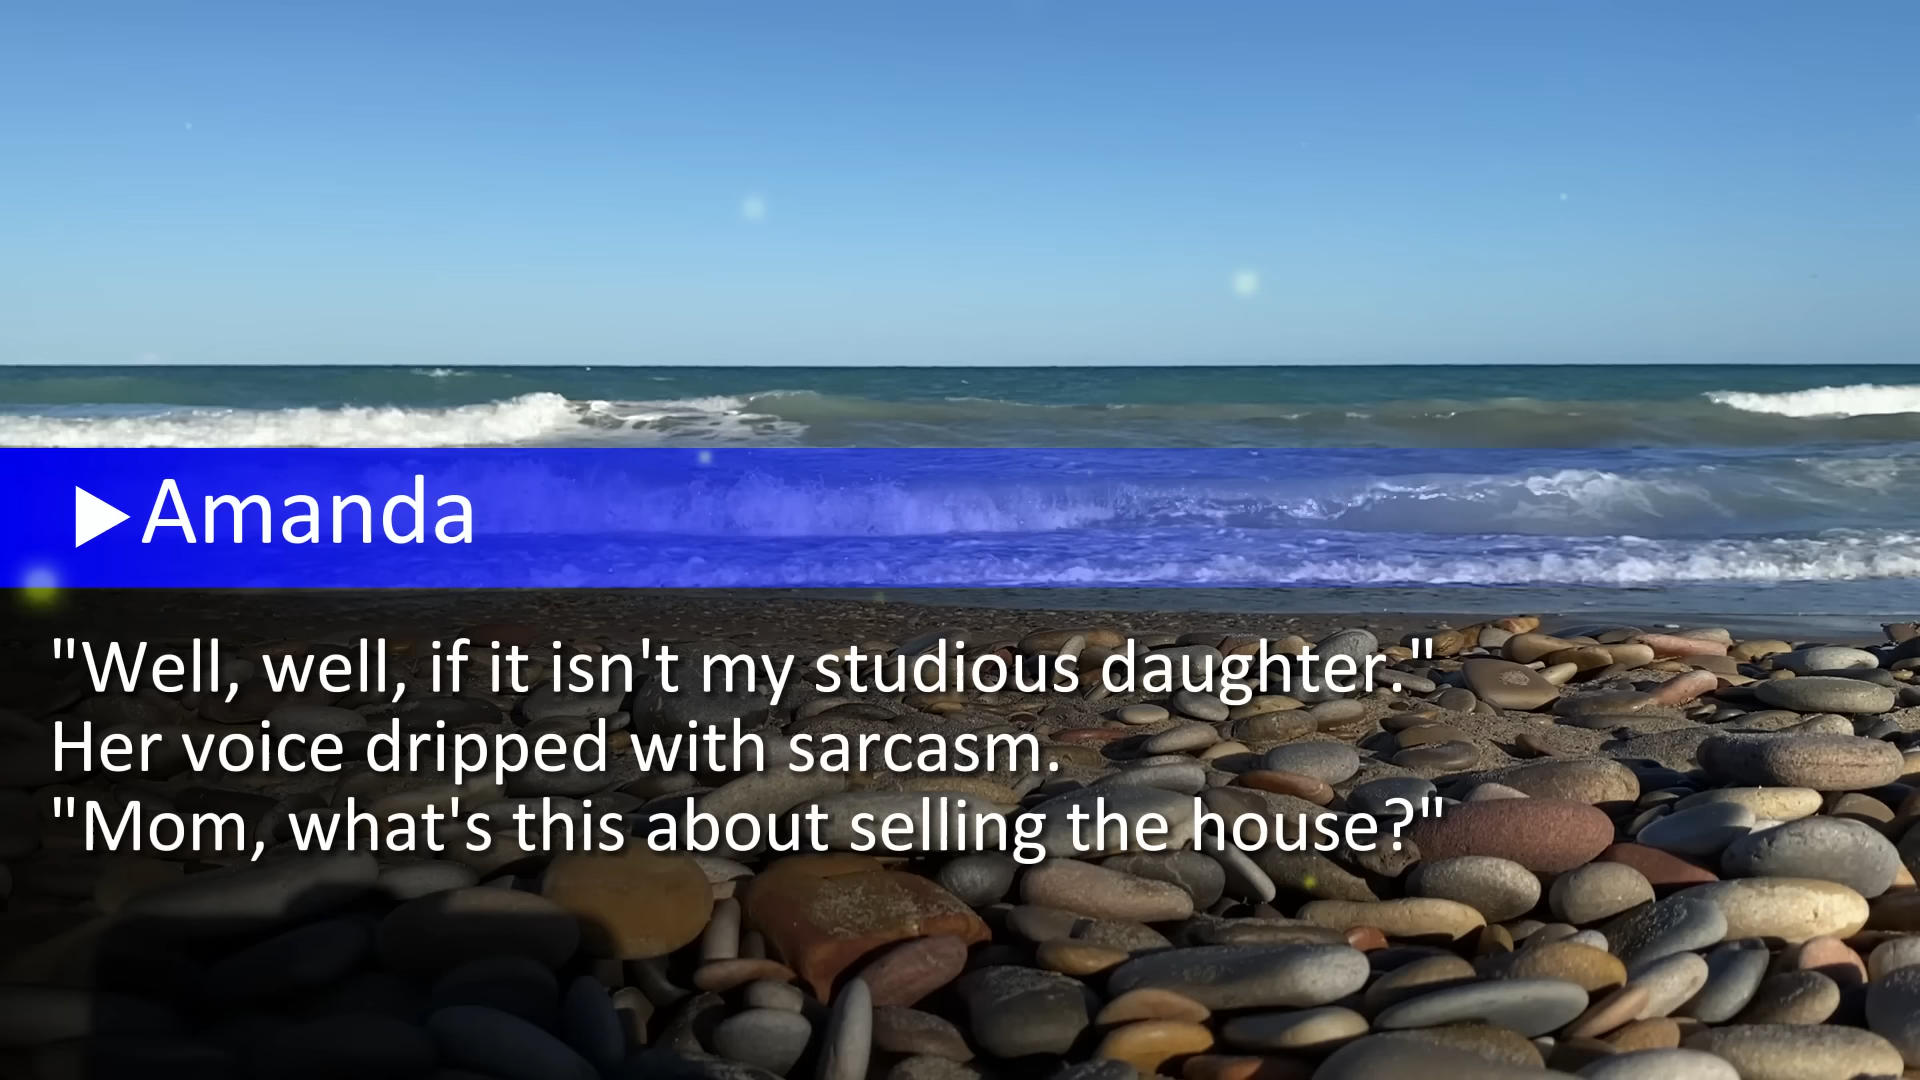 ▶Amanda
"Well, well, if it isn't my studious daughter."
Her voice dripped with sarcasm.
"Mom, what's this about selling the house?"